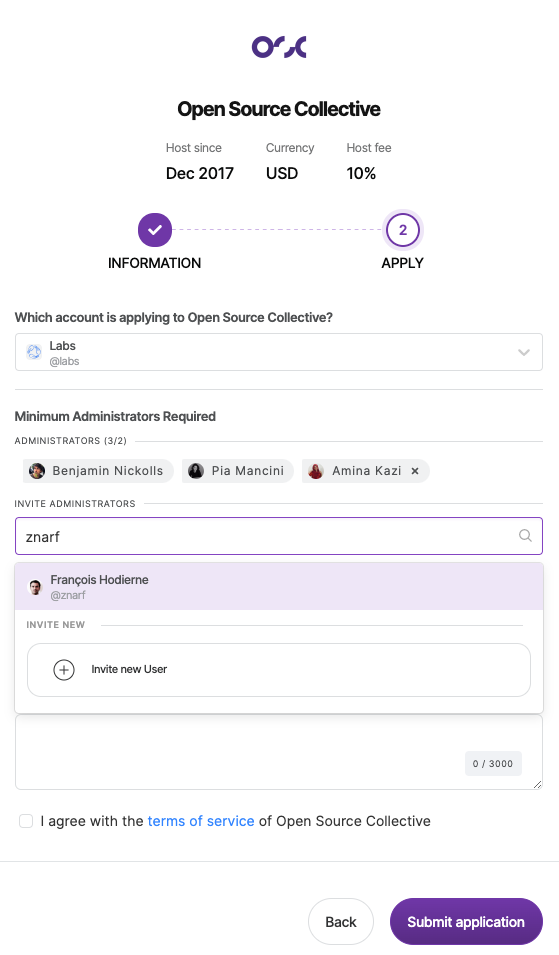 OSC
Open Source Collective
Host since Currency Host fee
Dec 2017 USD 10%
2
INFORMATION APPLY
Which account is applying to Open Source Collective?
Labs
@labs
Minimum Administrators Required
ADMINISTRATORS (3/2)
Benjamin Nickolls Pia Mancini Amina Kazi ×
INVITE ADMINISTRATORS
znarf
François Hodierne
@znarf
INVITE NEW
Invite new User
0 / 3000
I agree with the terms of service of Open Source Collective
Back Submit application